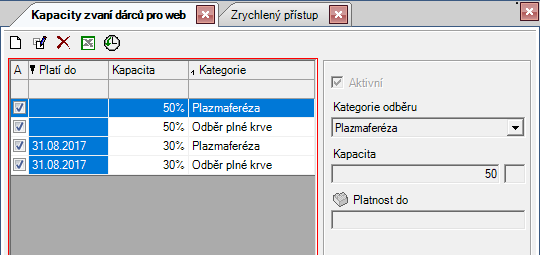 Kapacity zvaní dárců pro web
Zrychlený přístup
A Platí do Kapacita Kategorie
50% Plazmaferéza
50% Odběr plné krve
31.08.2017 30% Plazmaferéza
31.08.2017 30% Odběr plné krve
Aktivní
Kategorie odběru
Plazmaferéza
Kapacita
50
Platnost do